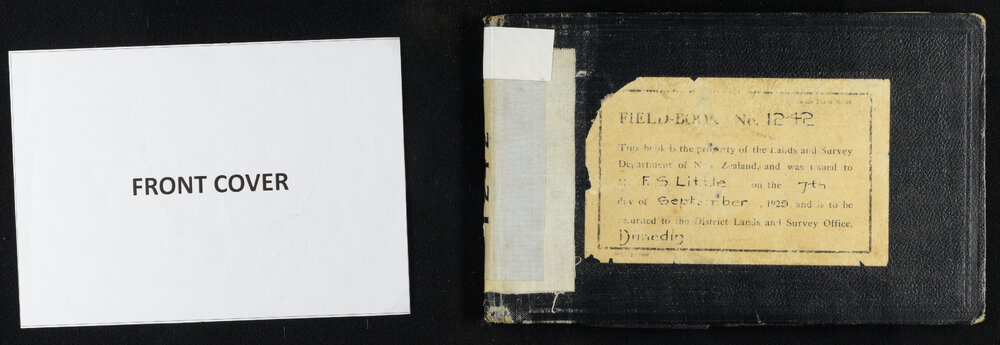 FRONT COVER
FIELD-BOOK No. 1242
This book is the property of the Lands and Survey
Department of New Zealand, and was issued to
E S Little on the 7th
day of September, 1929, and is to be
returned to the District Lands and Survey Office,
Dunedin
1242